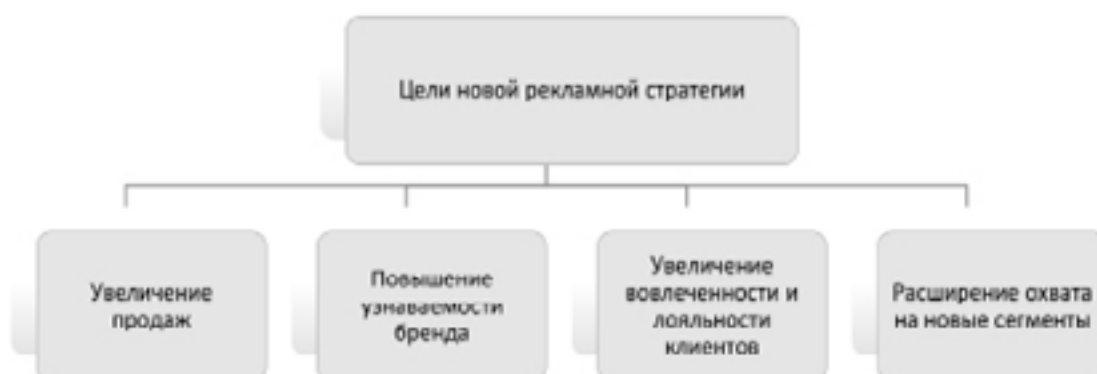 Цели новой рекламной стратегии
Увеличение
продаж
Повышение
узнаваемости
бренда
Увеличение
вовлеченности и
лояльности
клиентов
Расширение охвата
на новые сегменты